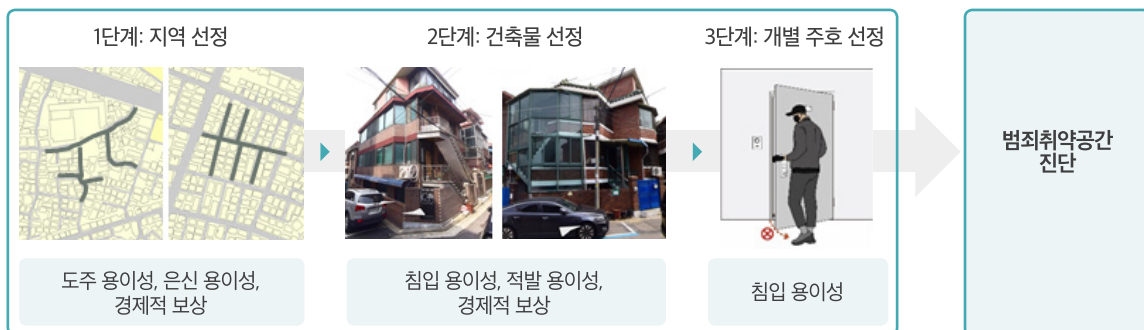 1단계: 지역 선정
2단계: 건축물 선정
3단계: 개별 주호 선정
도주 용이성, 은신 용이성,
경제적 보상
침입 용이성, 적발 용이성,
경제적 보상
침입 용이성
범죄취약공간
진단